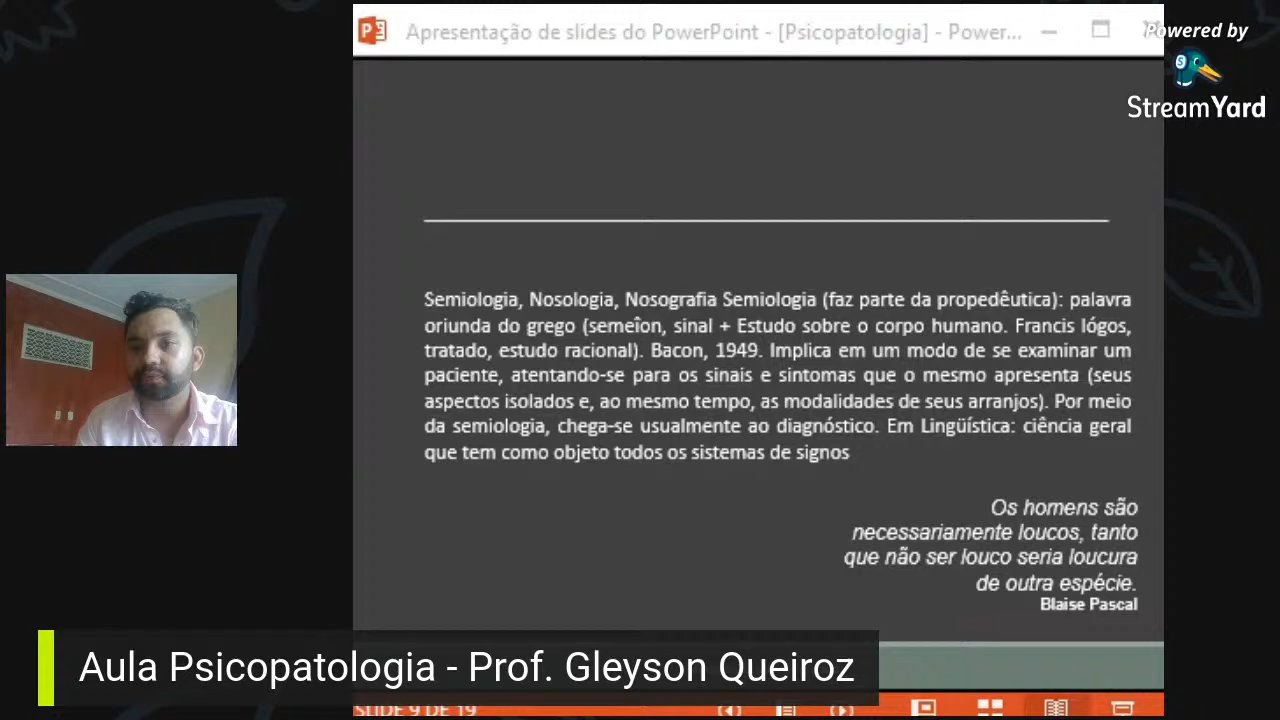 Apresentação de slides do PowerPoint - [Psicopatologia] - Power...
Powered by
StreamYard
Semiologia, Nosologia, Nosografia Semiologia (faz parte da propedêutica): palavra
oriunda do grego (semeîon, sinal + Estudo sobre o corpo humano. Francis lógos,
tratado, estudo racional). Bacon, 1949. Implica em um modo de se examinar um
paciente, atentando-se para os sinais e sintomas que o mesmo apresenta (seus
aspectos isolados e, ao mesmo tempo, as modalidades de seus arranjos). Por meio
da semiologia, chega-se usualmente ao diagnóstico. Em Lingüística: ciência geral
que tem como objeto todos os sistemas de signos
Os homens são
necessariamente loucos, tanto
que não ser louco seria loucura
de outra espécie.
Blaise Pascal
Aula Psicopatologia - Prof. Gleyson Queiroz
SLIDE 9 DE 19